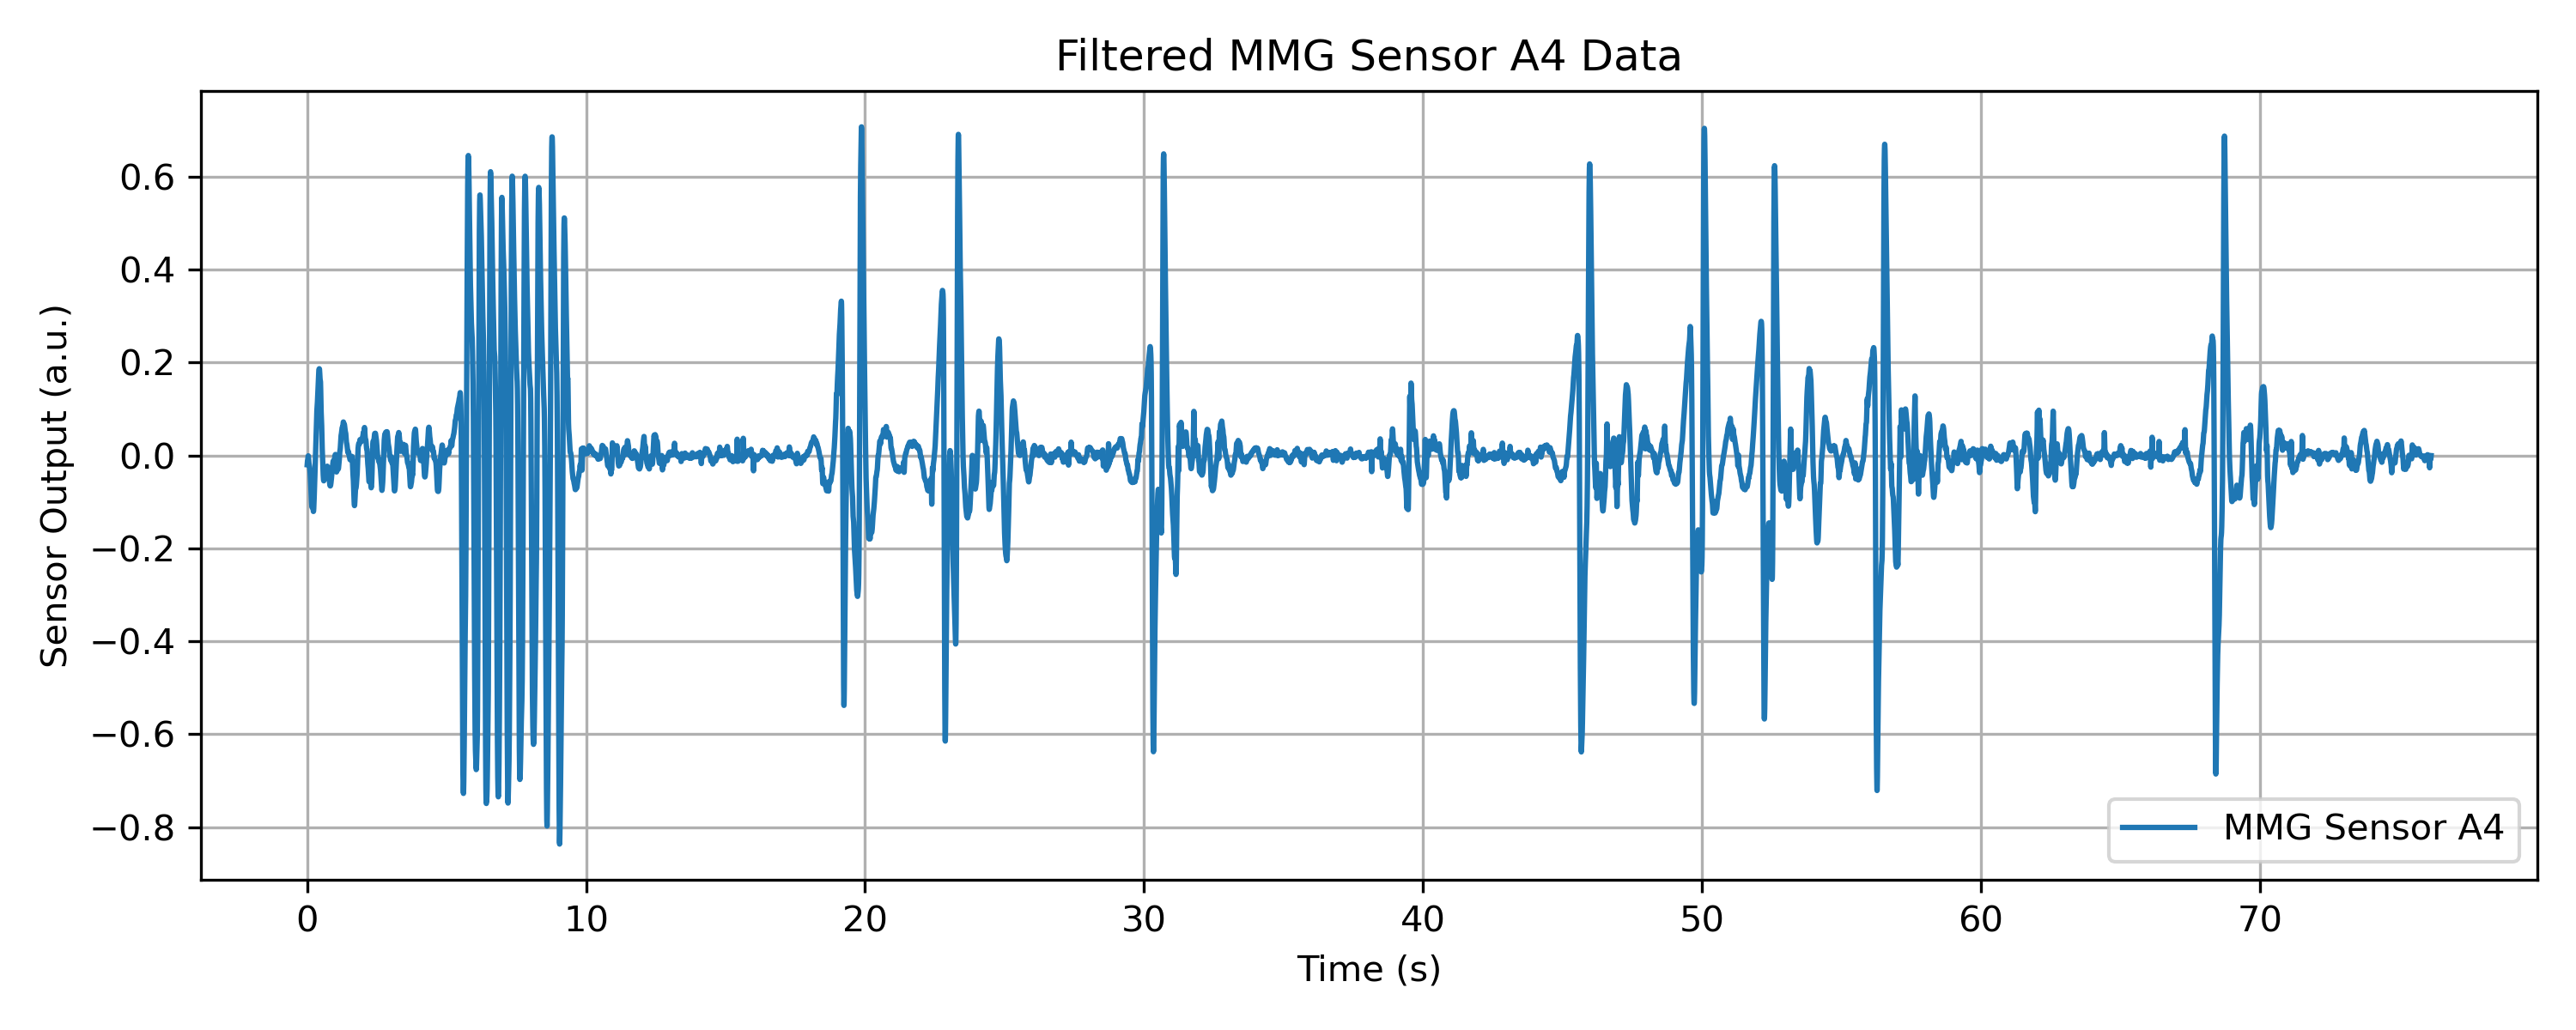 Filtered MMG Sensor A4 Data
Sensor Output (a.u.)
0.6
0.4
0.2
0.0
−0.2
−0.4
−0.6
−0.8
MMG Sensor A4
0 10 20 30 40 50 60 70
Time (s)